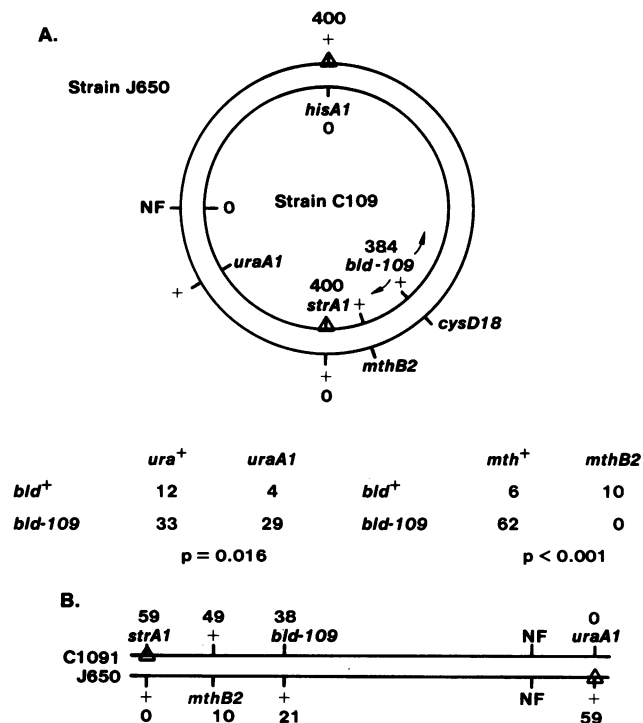 A.
400
+
Strain J650
hisA1
0
NF
0
Strain C109
384
bld-109
uraA1
+
400
strA1 +
+
cysD18
mthB2
+
0
ura+ uraA1 mth+ mthB2
bld+ 12 4 bld+ 6 10
bld-109 33 29 bld-109 62 0
p = 0.016 p < 0.001
B.
59 49 38 0
strA1 + bld-109 NF uraA1
C1091
J650
+ mthB2 + NF +
0 10 21 59